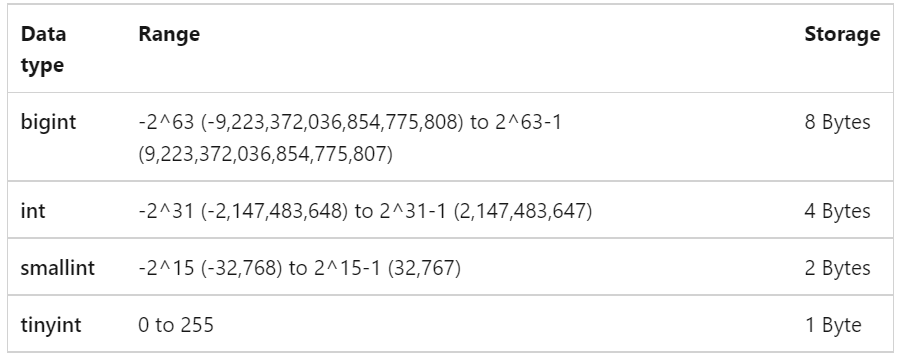 Data type Range Storage
bigint -2^63 (-9,223,372,036,854,775,808) to 2^63-1 (9,223,372,036,854,775,807) 8 Bytes
int -2^31 (-2,147,483,648) to 2^31-1 (2,147,483,647) 4 Bytes
smallint -2^15 (-32,768) to 2^15-1 (32,767) 2 Bytes
tinyint 0 to 255 1 Byte